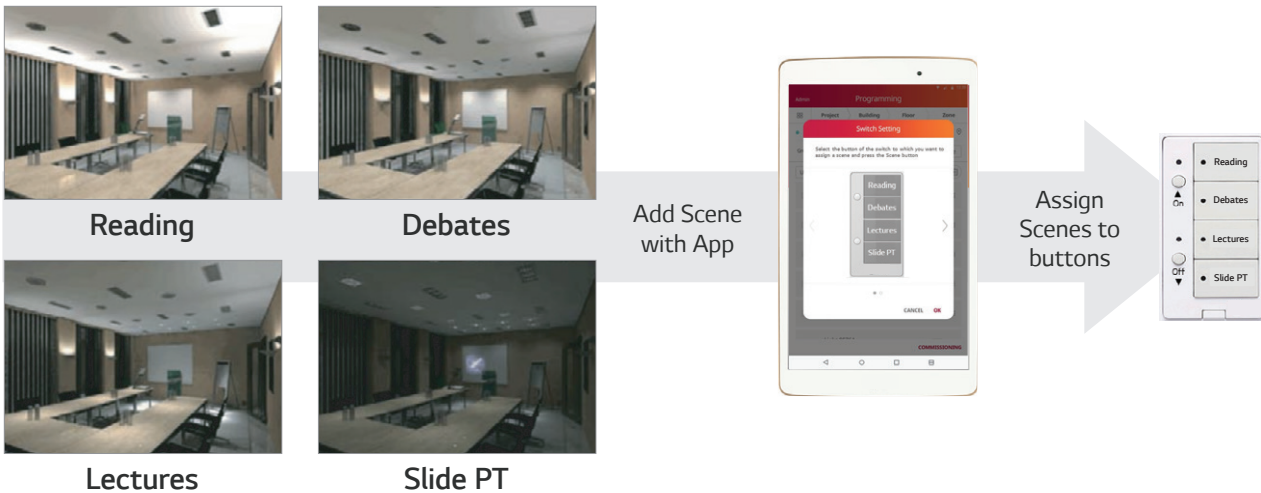 Reading
Debates
Lectures
Slide PT
Add Scene
with App
Admin
Programming
Project Building Floor Zone
Switch Setting
Select the button of the switch to which you want to
assign a scene and press the Scene button
Reading
Debates
Lectures
Slide PT
CANCEL OK
COMMISSIONING
Assign
Scenes to
buttons
On
Off
Reading
Debates
Lectures
Slide PT